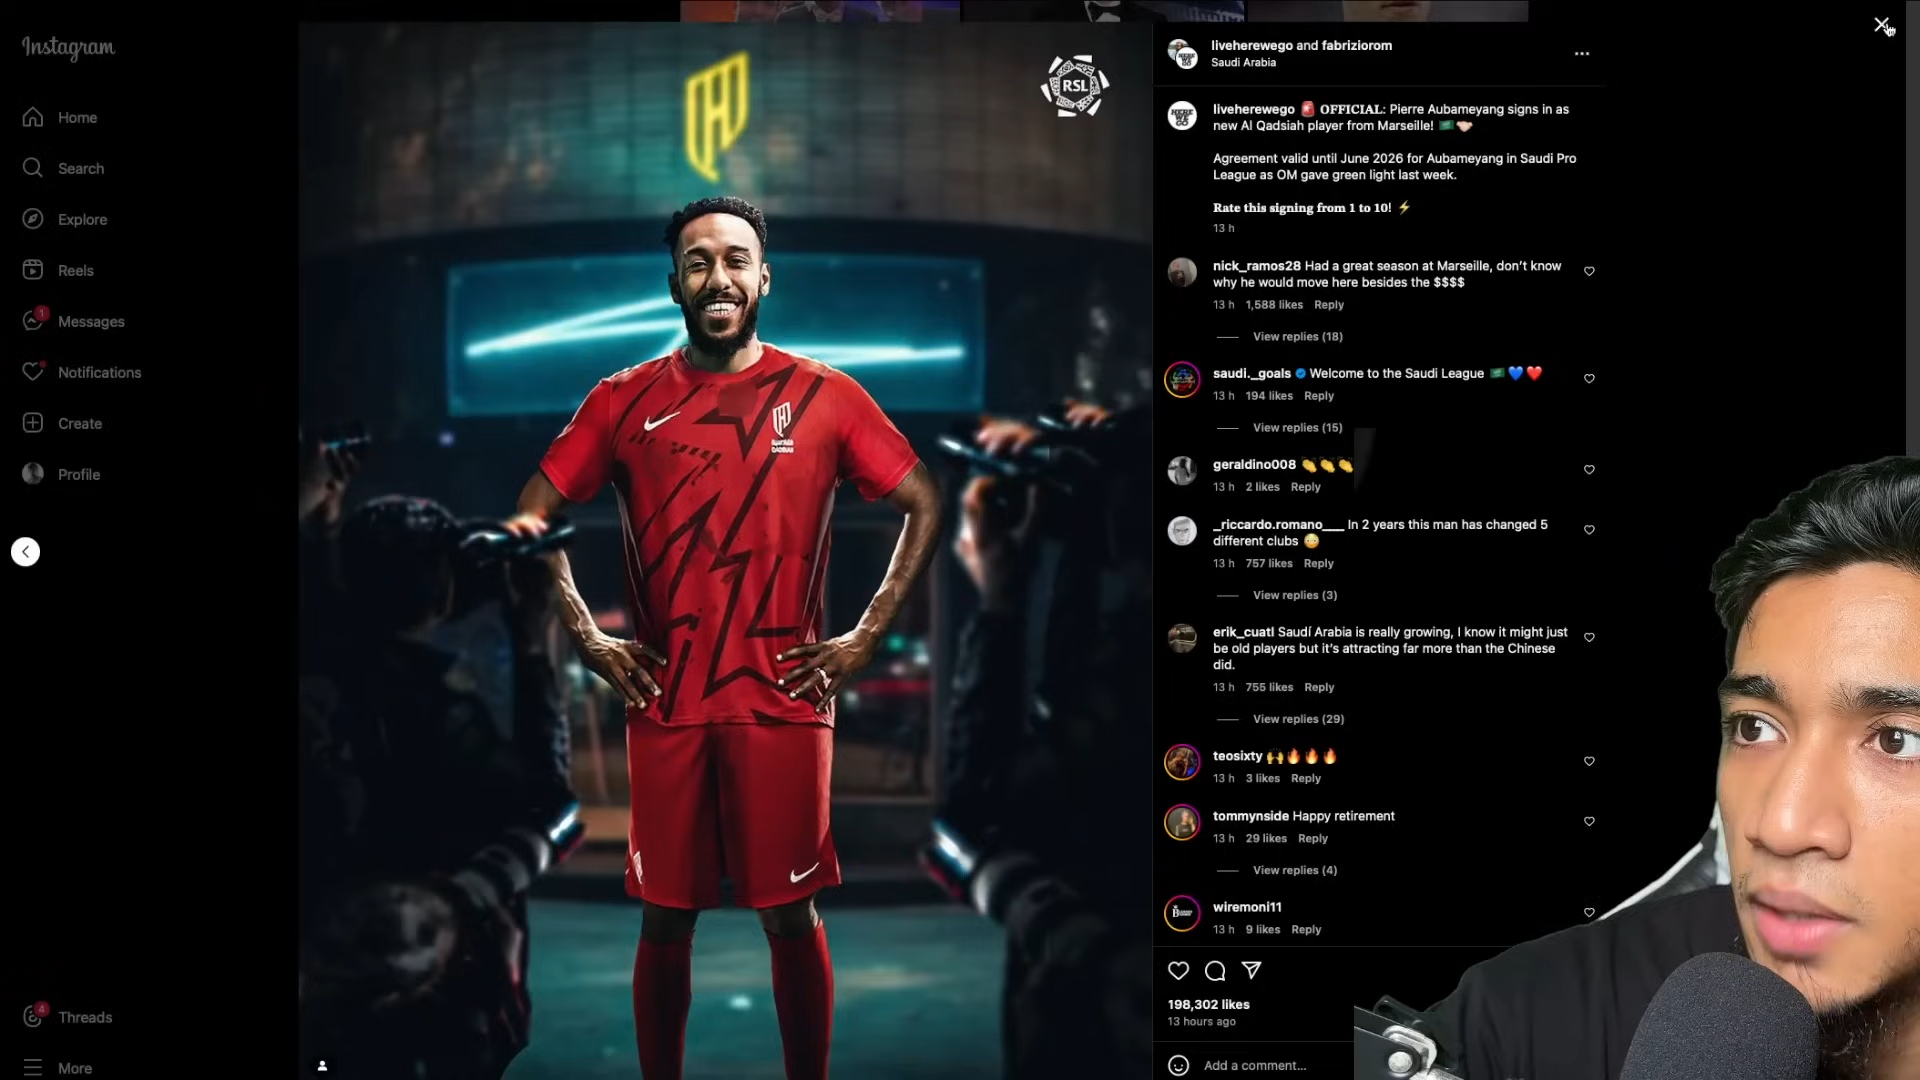 Instagram
Home
Search
Explore
Reels
1
Messages
Notifications
Create
Profile
4
Threads
More
RSL
QADSIAH
liveherewego and fabriziorom
Saudi Arabia
HERE WE GO
liveherewego 🚨 OFFICIAL: Pierre Aubameyang signs in as
new Al Qadsiah player from Marseille! 🇸🇦🤝🏻
Agreement valid until June 2026 for Aubameyang in Saudi Pro
League as OM gave green light last week.
Rate this signing from 1 to 10! ⚡
13 h
nick_ramos28 Had a great season at Marseille, don’t know
why he would move here besides the $$$$
13 h 1,588 likes Reply
View replies (18)
saudi._goals Welcome to the Saudi League 🇸🇦💙❤️
13 h 194 likes Reply
View replies (15)
geraldino008 👏👏👏
13 h 2 likes Reply
_riccardo.romano___ In 2 years this man has changed 5
different clubs 😳
13 h 757 likes Reply
View replies (3)
erik_cuatl Saudí Arabia is really growing, I know it might just
be old players but it’s attracting far more than the Chinese
did.
13 h 755 likes Reply
View replies (29)
teosixty 🙌🔥🔥🔥
13 h 3 likes Reply
tommynside Happy retirement
13 h 29 likes Reply
View replies (4)
wiremoni11
13 h 9 likes Reply
198,302 likes
13 hours ago
Add a comment...